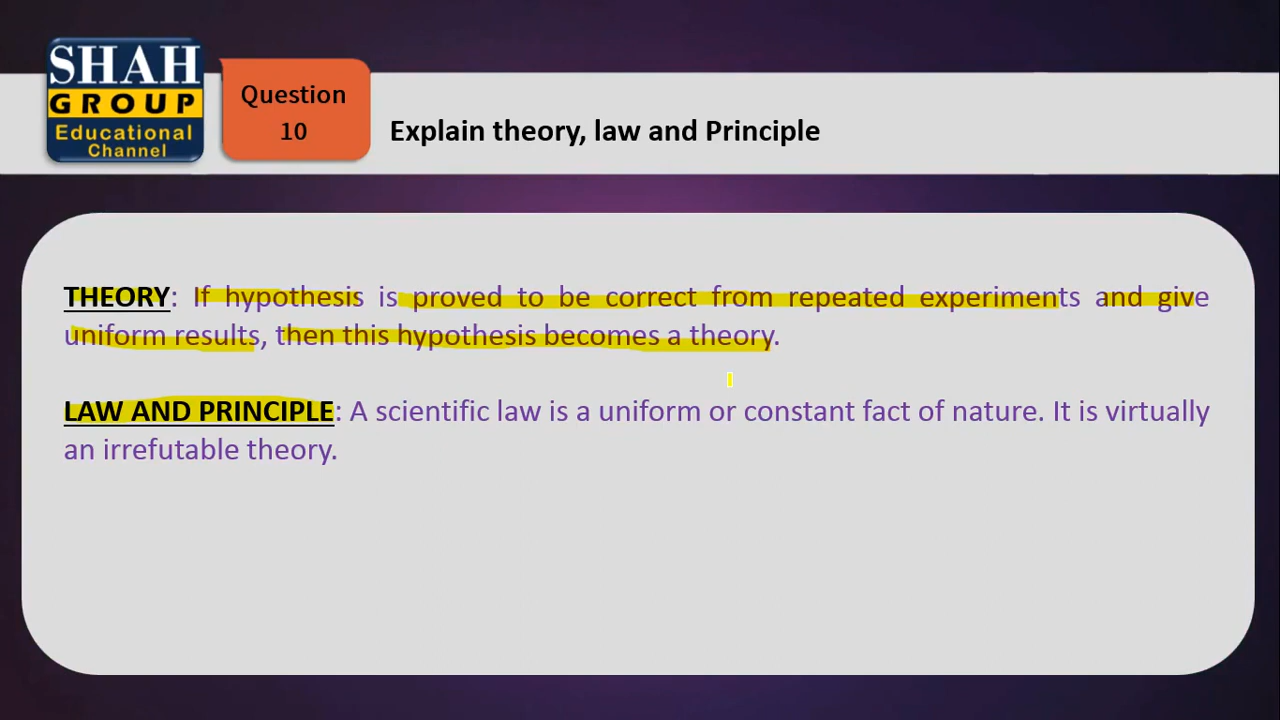 SHAH
GROUP
Educational
Channel
Question
10
Explain theory, law and Principle
THEORY: If hypothesis is proved to be correct from repeated experiments and give
uniform results, then this hypothesis becomes a theory.
LAW AND PRINCIPLE: A scientific law is a uniform or constant fact of nature. It is virtually
an irrefutable theory.